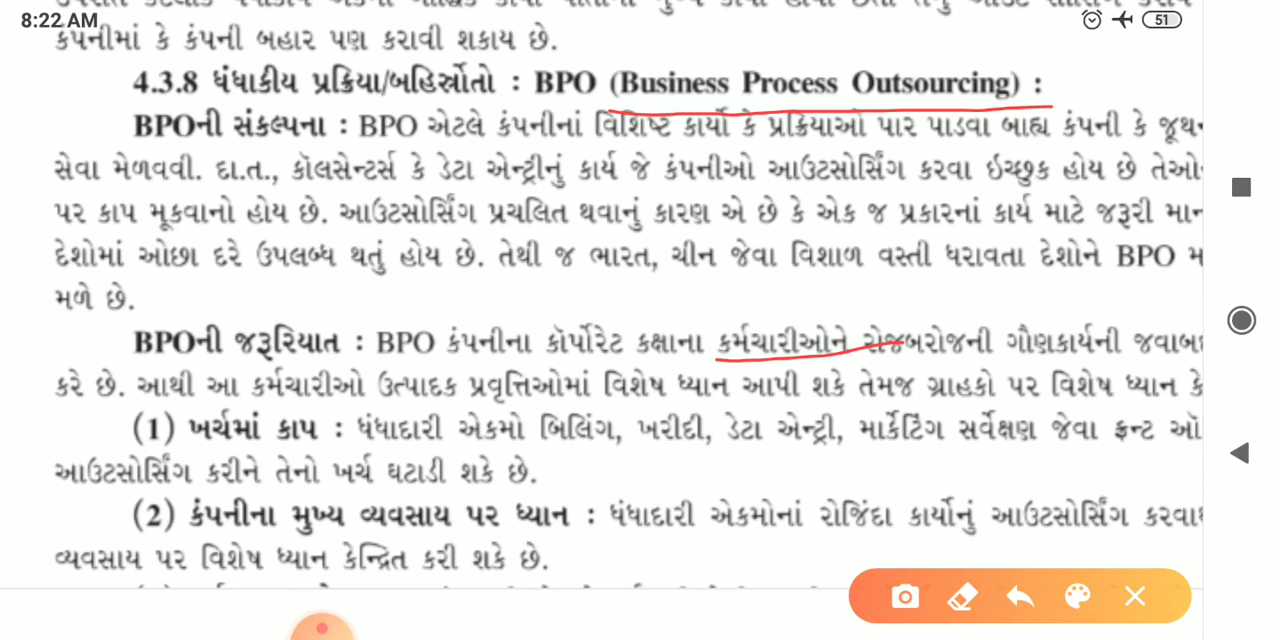 8:22 AM
51
કંપનીમાં કે કંપની બહાર પણ કરાવી શકાય છે.
4.3.8 ધંધાકીય પ્રક્રિયા/બહિર્સ્રોતો : BPO (Business Process Outsourcing) :
BPOની સંકલ્પના : BPO એટલે કંપનીનાં વિશિષ્ટ કાર્યો કે પ્રક્રિયાઓ પાર પાડવા બાહ્ય કંપની કે
સેવા મેળવવી. દા.ત., કૉલસેન્ટર્સ કે ડેટા એન્ટ્રીનું કાર્ય જે કંપનીઓ આઉટસોર્સિંગ કરવા ઇચ્છુક હોય છે
પર કાપ મૂકવાનો હોય છે. આઉટસોર્સિંગ પ્રચલિત થવાનું કારણ એ છે કે એક જ પ્રકારનાં કાર્ય માટે જરૂરી
દેશોમાં ઓછા દરે ઉપલબ્ધ થતું હોય છે. તેથી જ ભારત, ચીન જેવા વિશાળ વસ્તી ધરાવતા દેશોને BPO
મળે છે.
BPOની જરૂરિયાત : BPO કંપનીના કૉર્પોરેટ કક્ષાના કર્મચારીઓને રોજબરોજની ગૌણકાર્યની
કરે છે. આથી આ કર્મચારીઓ ઉત્પાદક પ્રવૃત્તિઓમાં વિશેષ ધ્યાન આપી શકે તેમજ ગ્રાહકો પર વિશેષ ધ્યાન
(1) ખર્ચમાં કાપ : ધંધાદારી એકમો બિલિંગ, ખરીદી, ડેટા એન્ટ્રી, માર્કેટિંગ સર્વેક્ષણ જેવા ફ્રન્ટ
આઉટસોર્સિંગ કરીને તેનો ખર્ચ ઘટાડી શકે છે.
(2) કંપનીના મુખ્ય વ્યવસાય પર ધ્યાન : ધંધાદારી એકમોનાં રોજિંદા કાર્યોનું આઉટસોર્સિંગ
વ્યવસાય પર વિશેષ ધ્યાન કેન્દ્રિત કરી શકે છે.